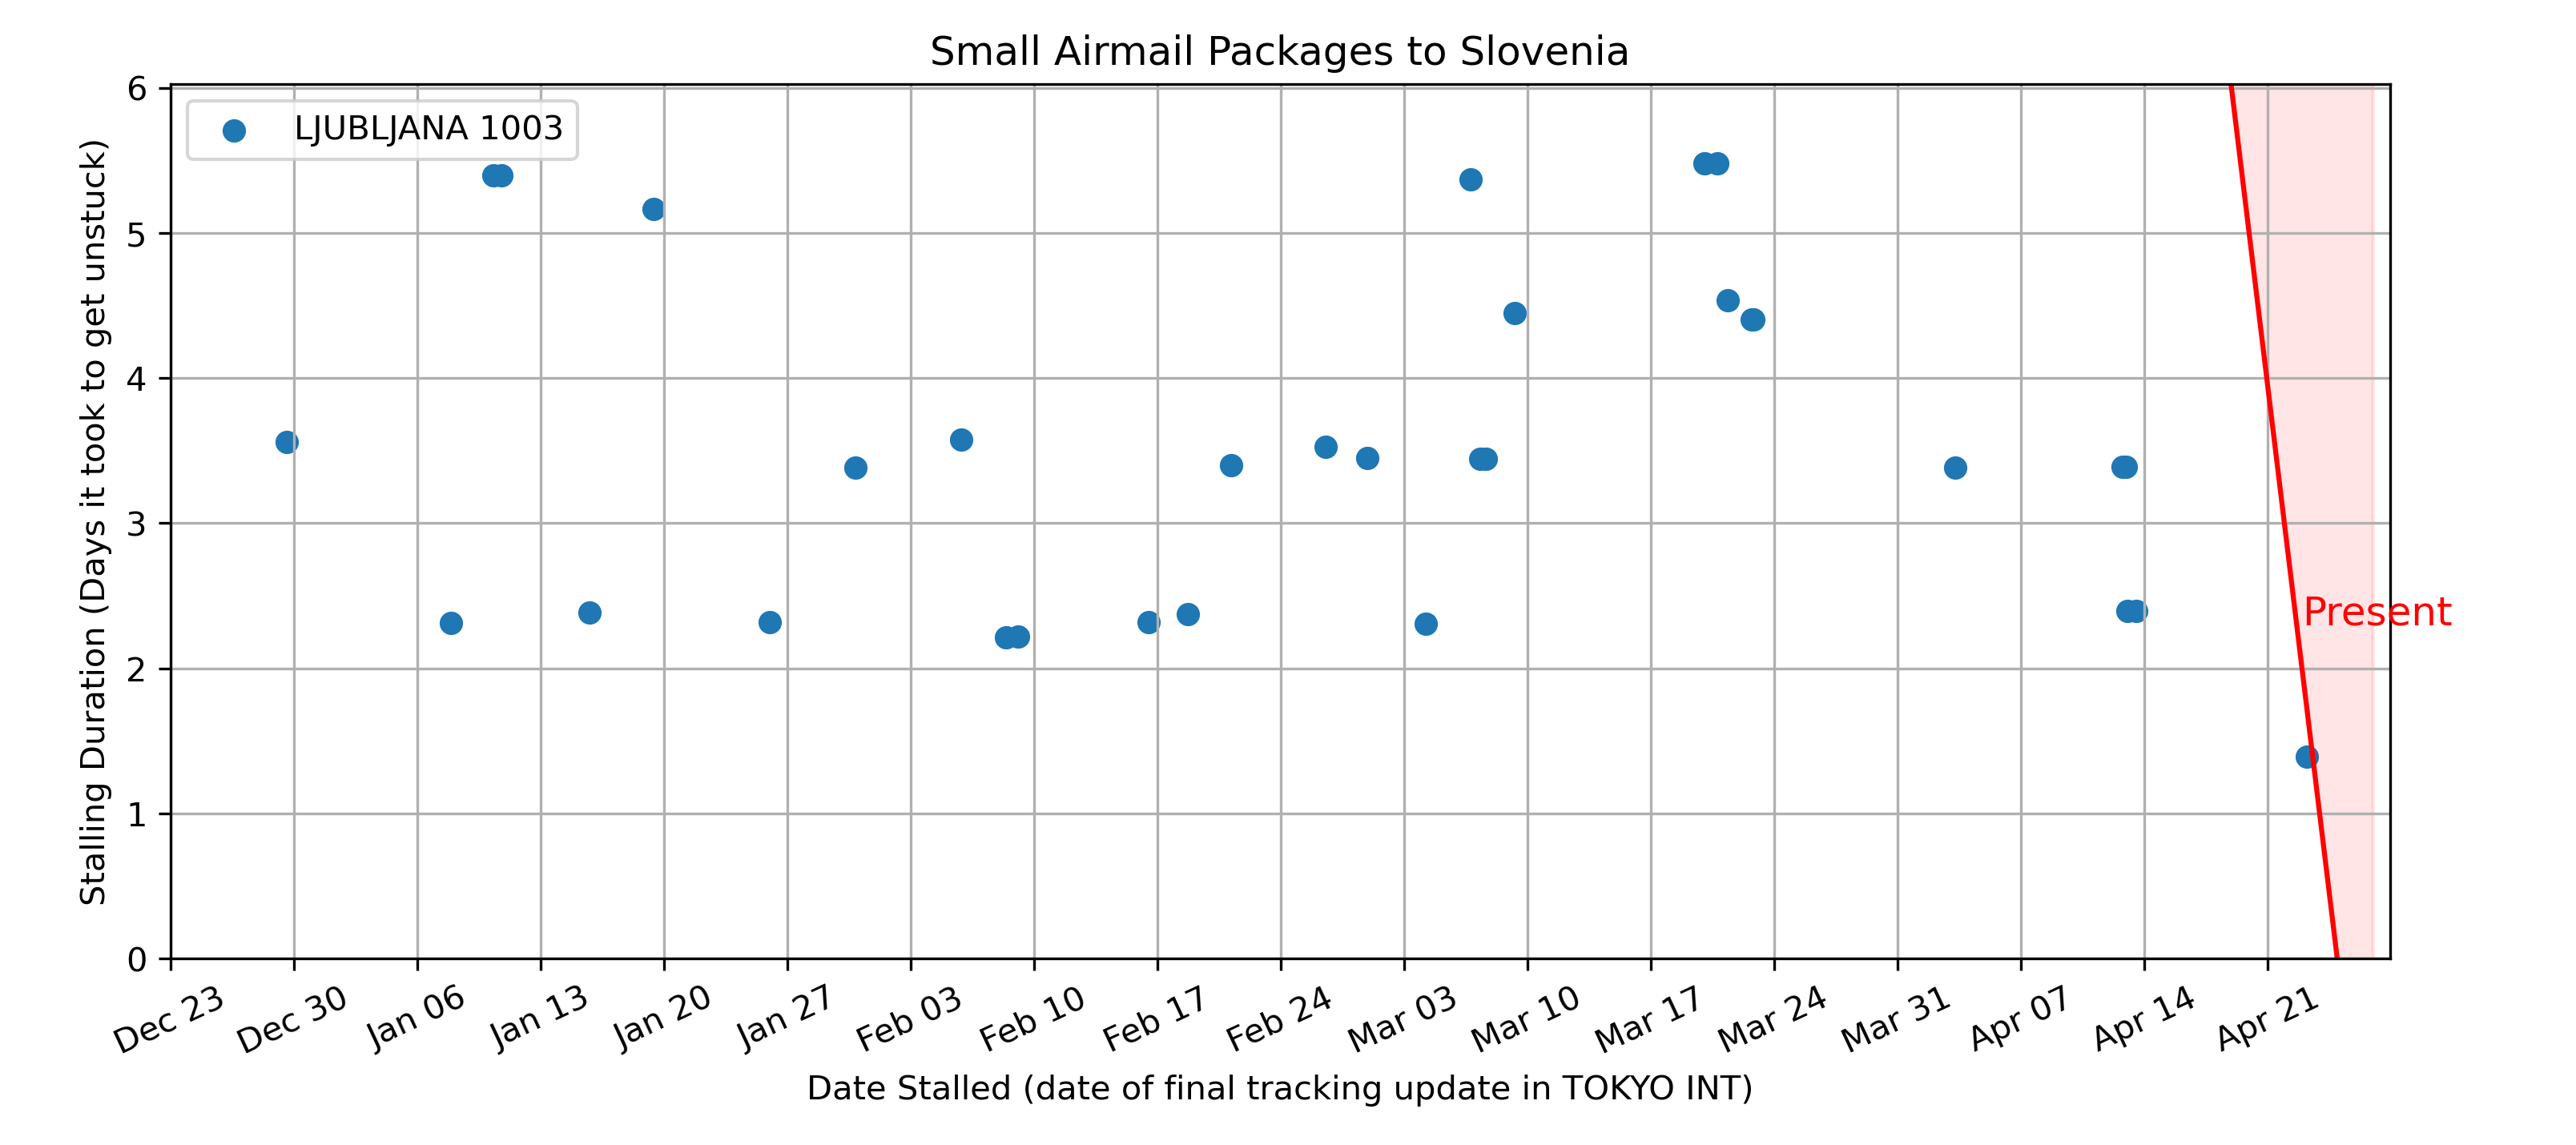 Small Airmail Packages to Slovenia
LJUBLJANA 1003
Stalling Duration (Days it took to get unstuck)
6
5
4
3
2
1
0
Present
Dec 23 Dec 30 Jan 06 Jan 13 Jan 20 Jan 27 Feb 03 Feb 10 Feb 17 Feb 24 Mar 03 Mar 10 Mar 17 Mar 24 Mar 31 Apr 07 Apr 14 Apr 21
Date Stalled (date of final tracking update in TOKYO INT)